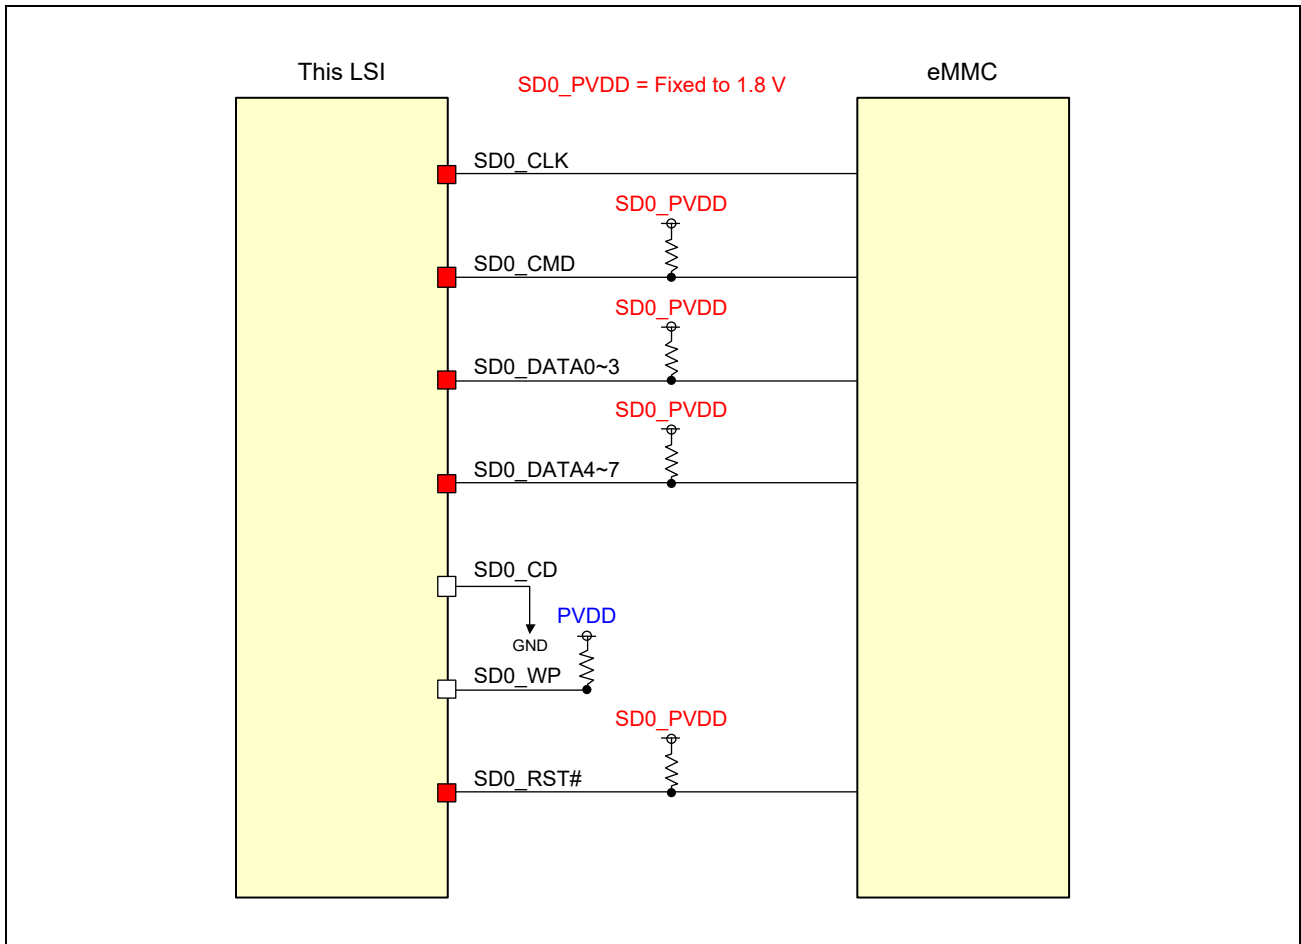 This LSI
SD0_PVDD = Fixed to 1.8 V
eMMC
SD0_CLK
SD0_PVDD
SD0_CMD
SD0_PVDD
SD0_DATA0~3
SD0_PVDD
SD0_DATA4~7
SD0_CD
PVDD
GND
SD0_WP
SD0_PVDD
SD0_RST#